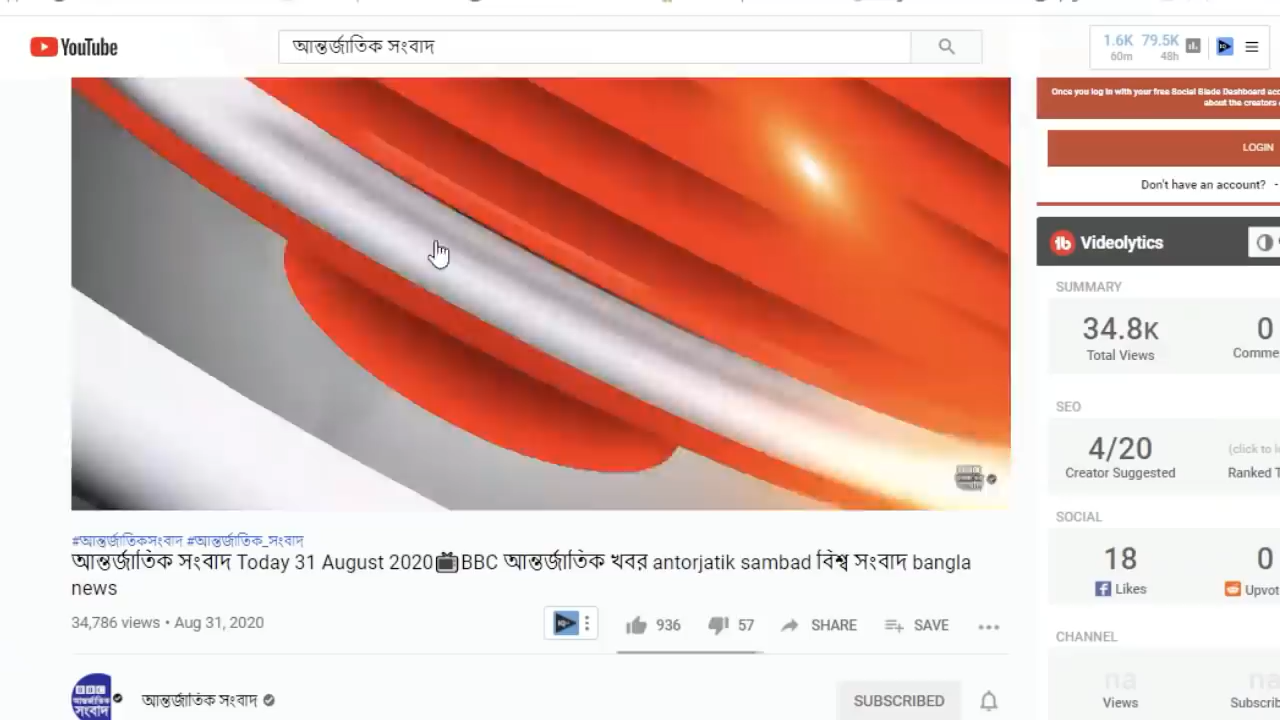 YouTube
আন্তর্জাতিক সংবাদ
1.6K 79.5K
60m 48h
Once you log in with your free Social Blade Dashboard
about the creators
LOGIN
Don't have an account? -
Videolytics
SUMMARY
34.8K 0
Total Views
SEO
4/20 (click to
Creator Suggested Ranked
SOCIAL
18 0
Likes
CHANNEL
na na
Views
#আন্তর্জাতিকসংবাদ #আন্তর্জাতিক_সংবাদ
আন্তর্জাতিক সংবাদ Today 31 August 2020📺BBC আন্তর্জাতিক খবর antorjatik sambad বিশ্ব সংবাদ bangla
news
34,786 views • Aug 31, 2020
936 57 SHARE SAVE
আন্তর্জাতিক সংবাদ
SUBSCRIBED